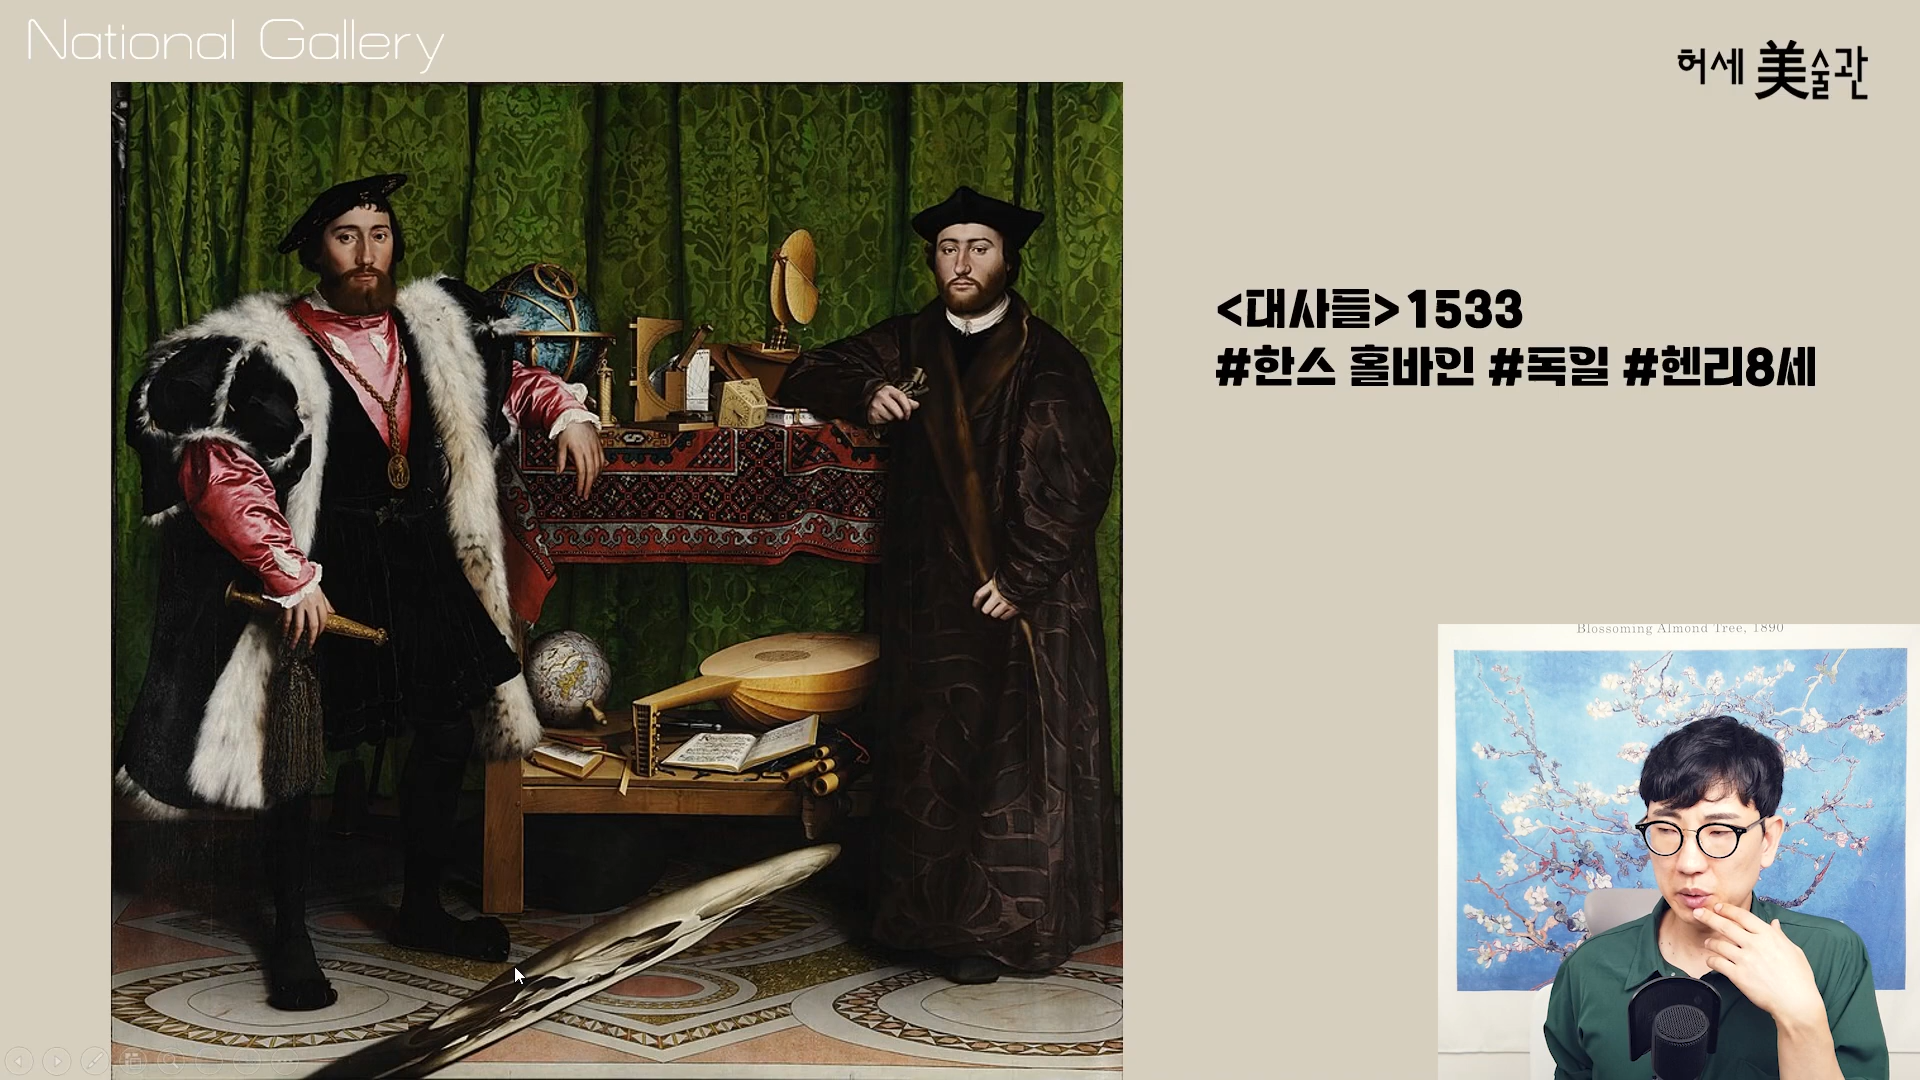 National Gallery
허세 美술관
<대사들> 1533
#한스 홀바인 #독일 #헨리8세
Blossoming Almond Tree, 1890